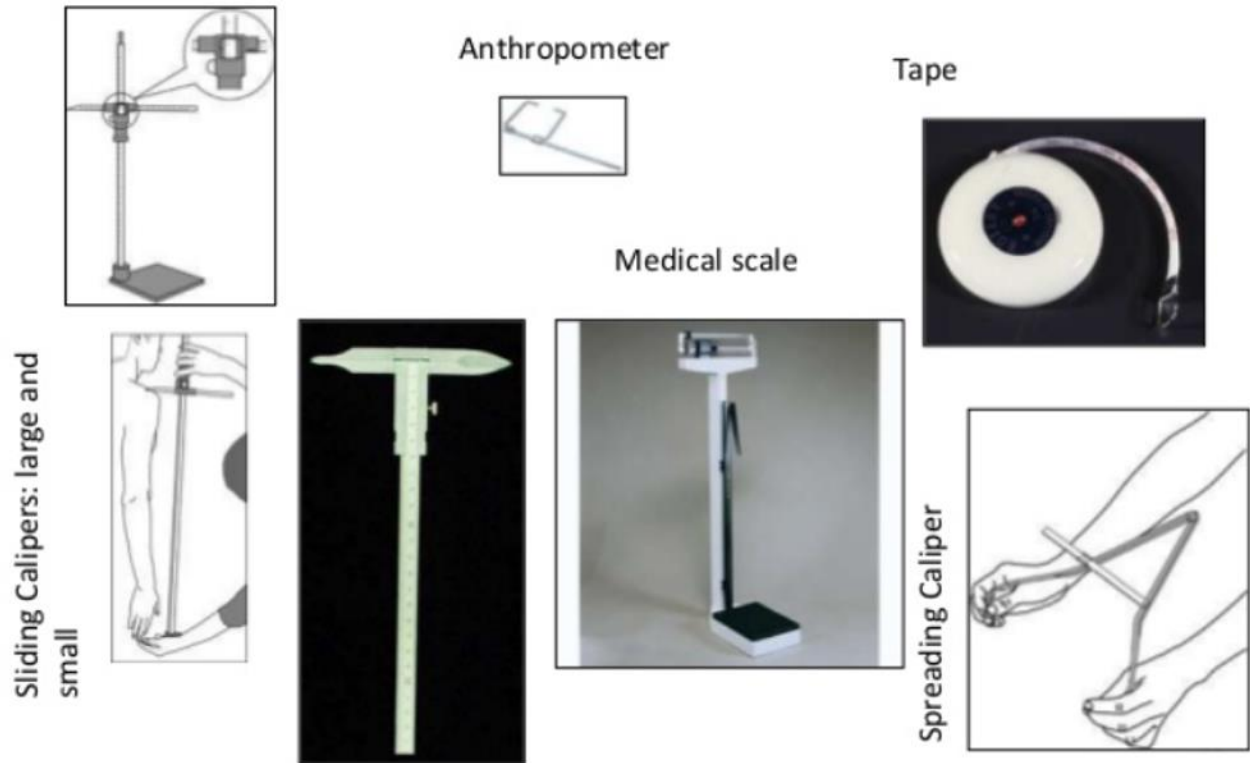 Anthropometer
Tape
Medical scale
Sliding Calipers: large and
small
Spreading Caliper